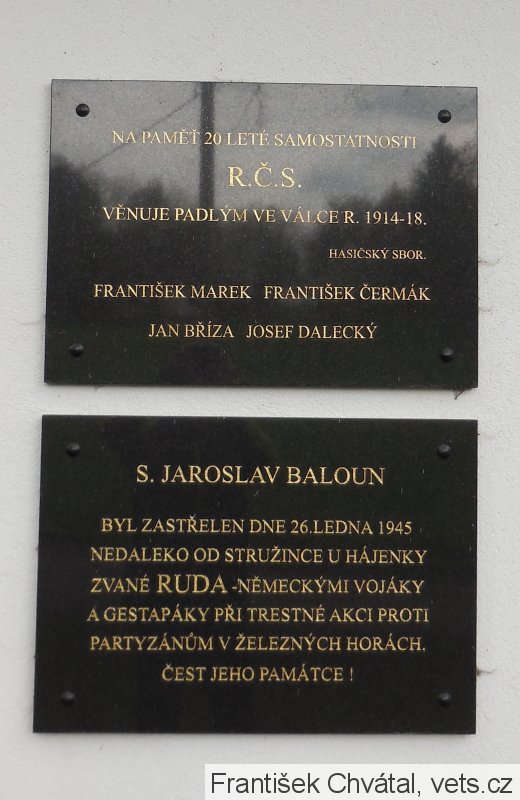 NA PAMĚŤ 20 LETÉ SAMOSTATNOSTI
R.Č.S.
VĚNUJE PADLÝM VE VÁLCE R. 1914-18.
HASIČSKÝ SBOR.
FRANTIŠEK MAREK FRANTIŠEK ČERMÁK
JAN BŘÍZA JOSEF DALECKÝ
S. JAROSLAV BALOUN
BYL ZASTŘELEN DNE 26.LEDNA 1945
NEDALEKO OD STRUŽINCE U HÁJENKY
ZVANÉ RUDA -NĚMECKÝMI VOJÁKY
A GESTAPÁKY PŘI TRESTNÉ AKCI PROTI
PARTYZÁNŮM V ŽELEZNÝCH HORÁCH.
ČEST JEHO PAMÁTCE !
František Chvátal, vets.cz